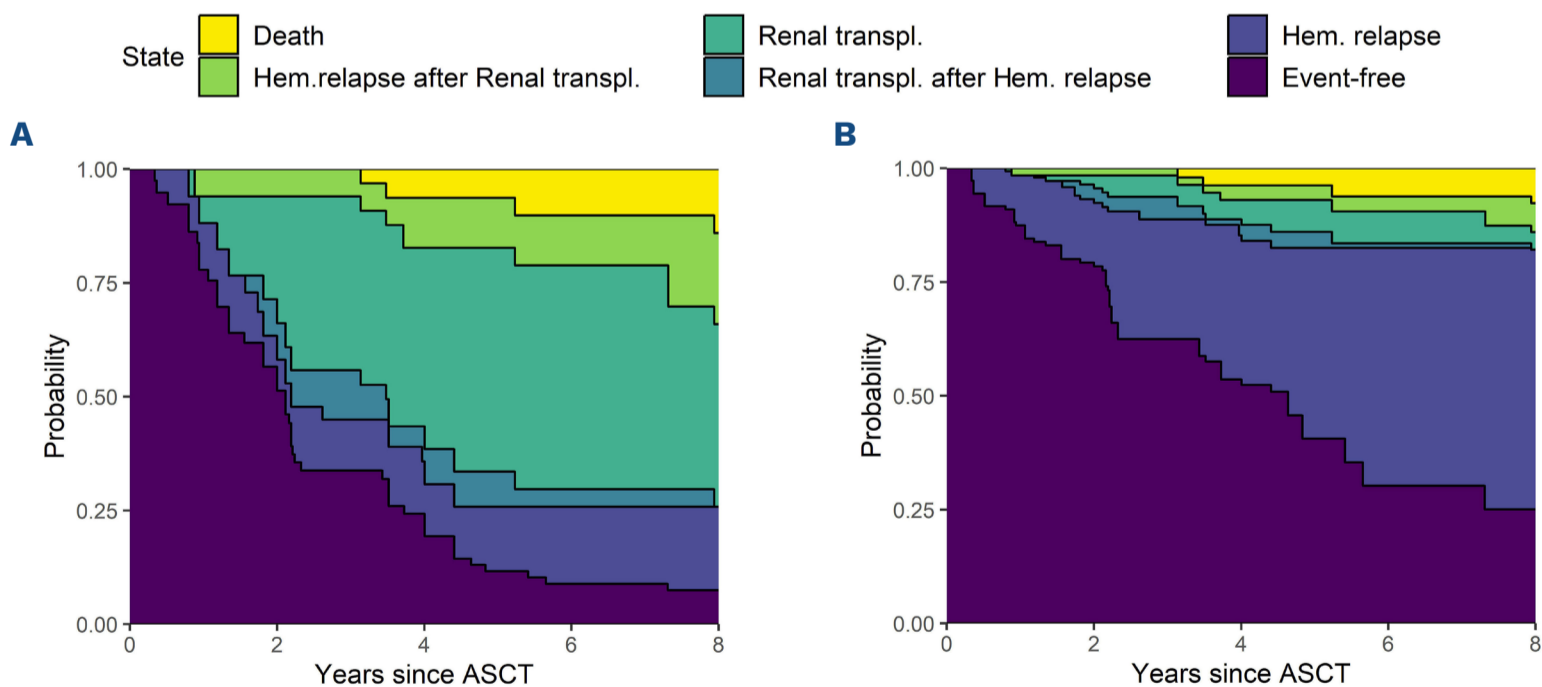 State
Death
Hem.relapse after Renal transpl.
Renal transpl.
Renal transpl. after Hem. relapse
Hem. relapse
Event-free
A
Probability
1.00
0.75
0.50
0.25
0.00
0 2 4 6 8
Years since ASCT
B
Probability
1.00
0.75
0.50
0.25
0.00
0 2 4 6 8
Years since ASCT